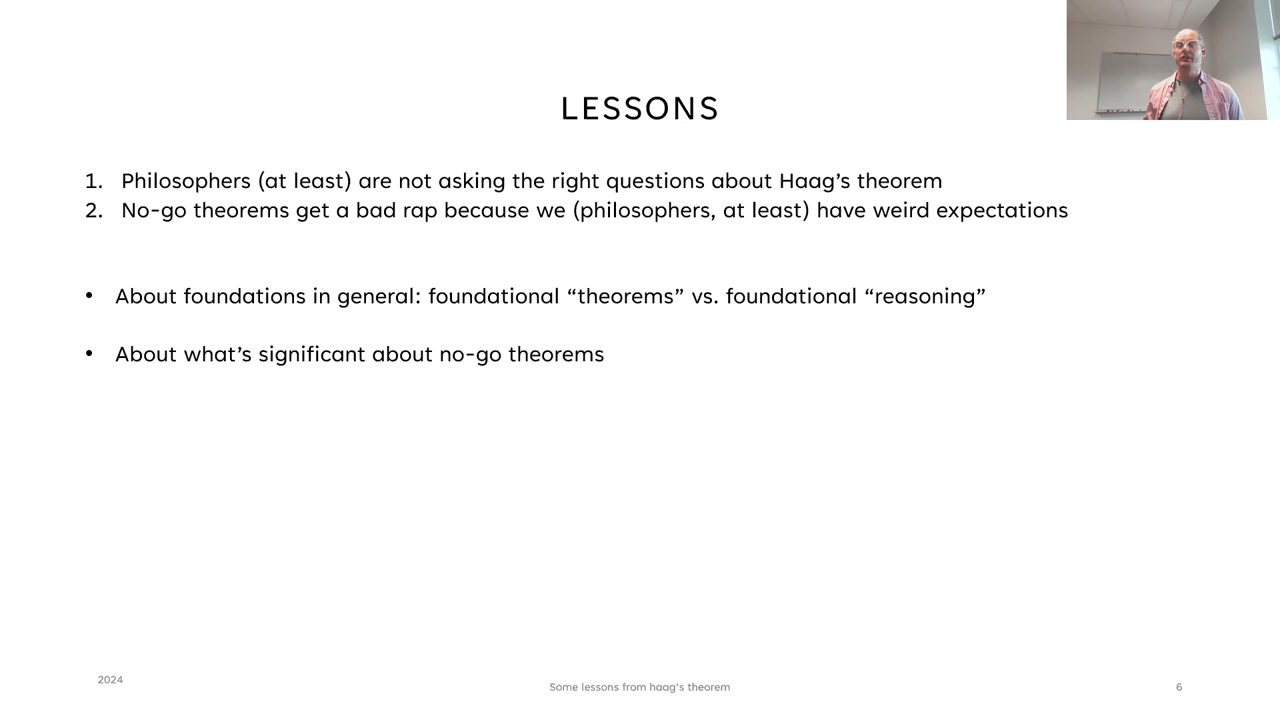 LESSONS
1. Philosophers (at least) are not asking the right questions about Haag’s theorem
2. No-go theorems get a bad rap because we (philosophers, at least) have weird expectations
• About foundations in general: foundational “theorems” vs. foundational “reasoning”
• About what’s significant about no-go theorems
2024
Some lessons from haag’s theorem
6